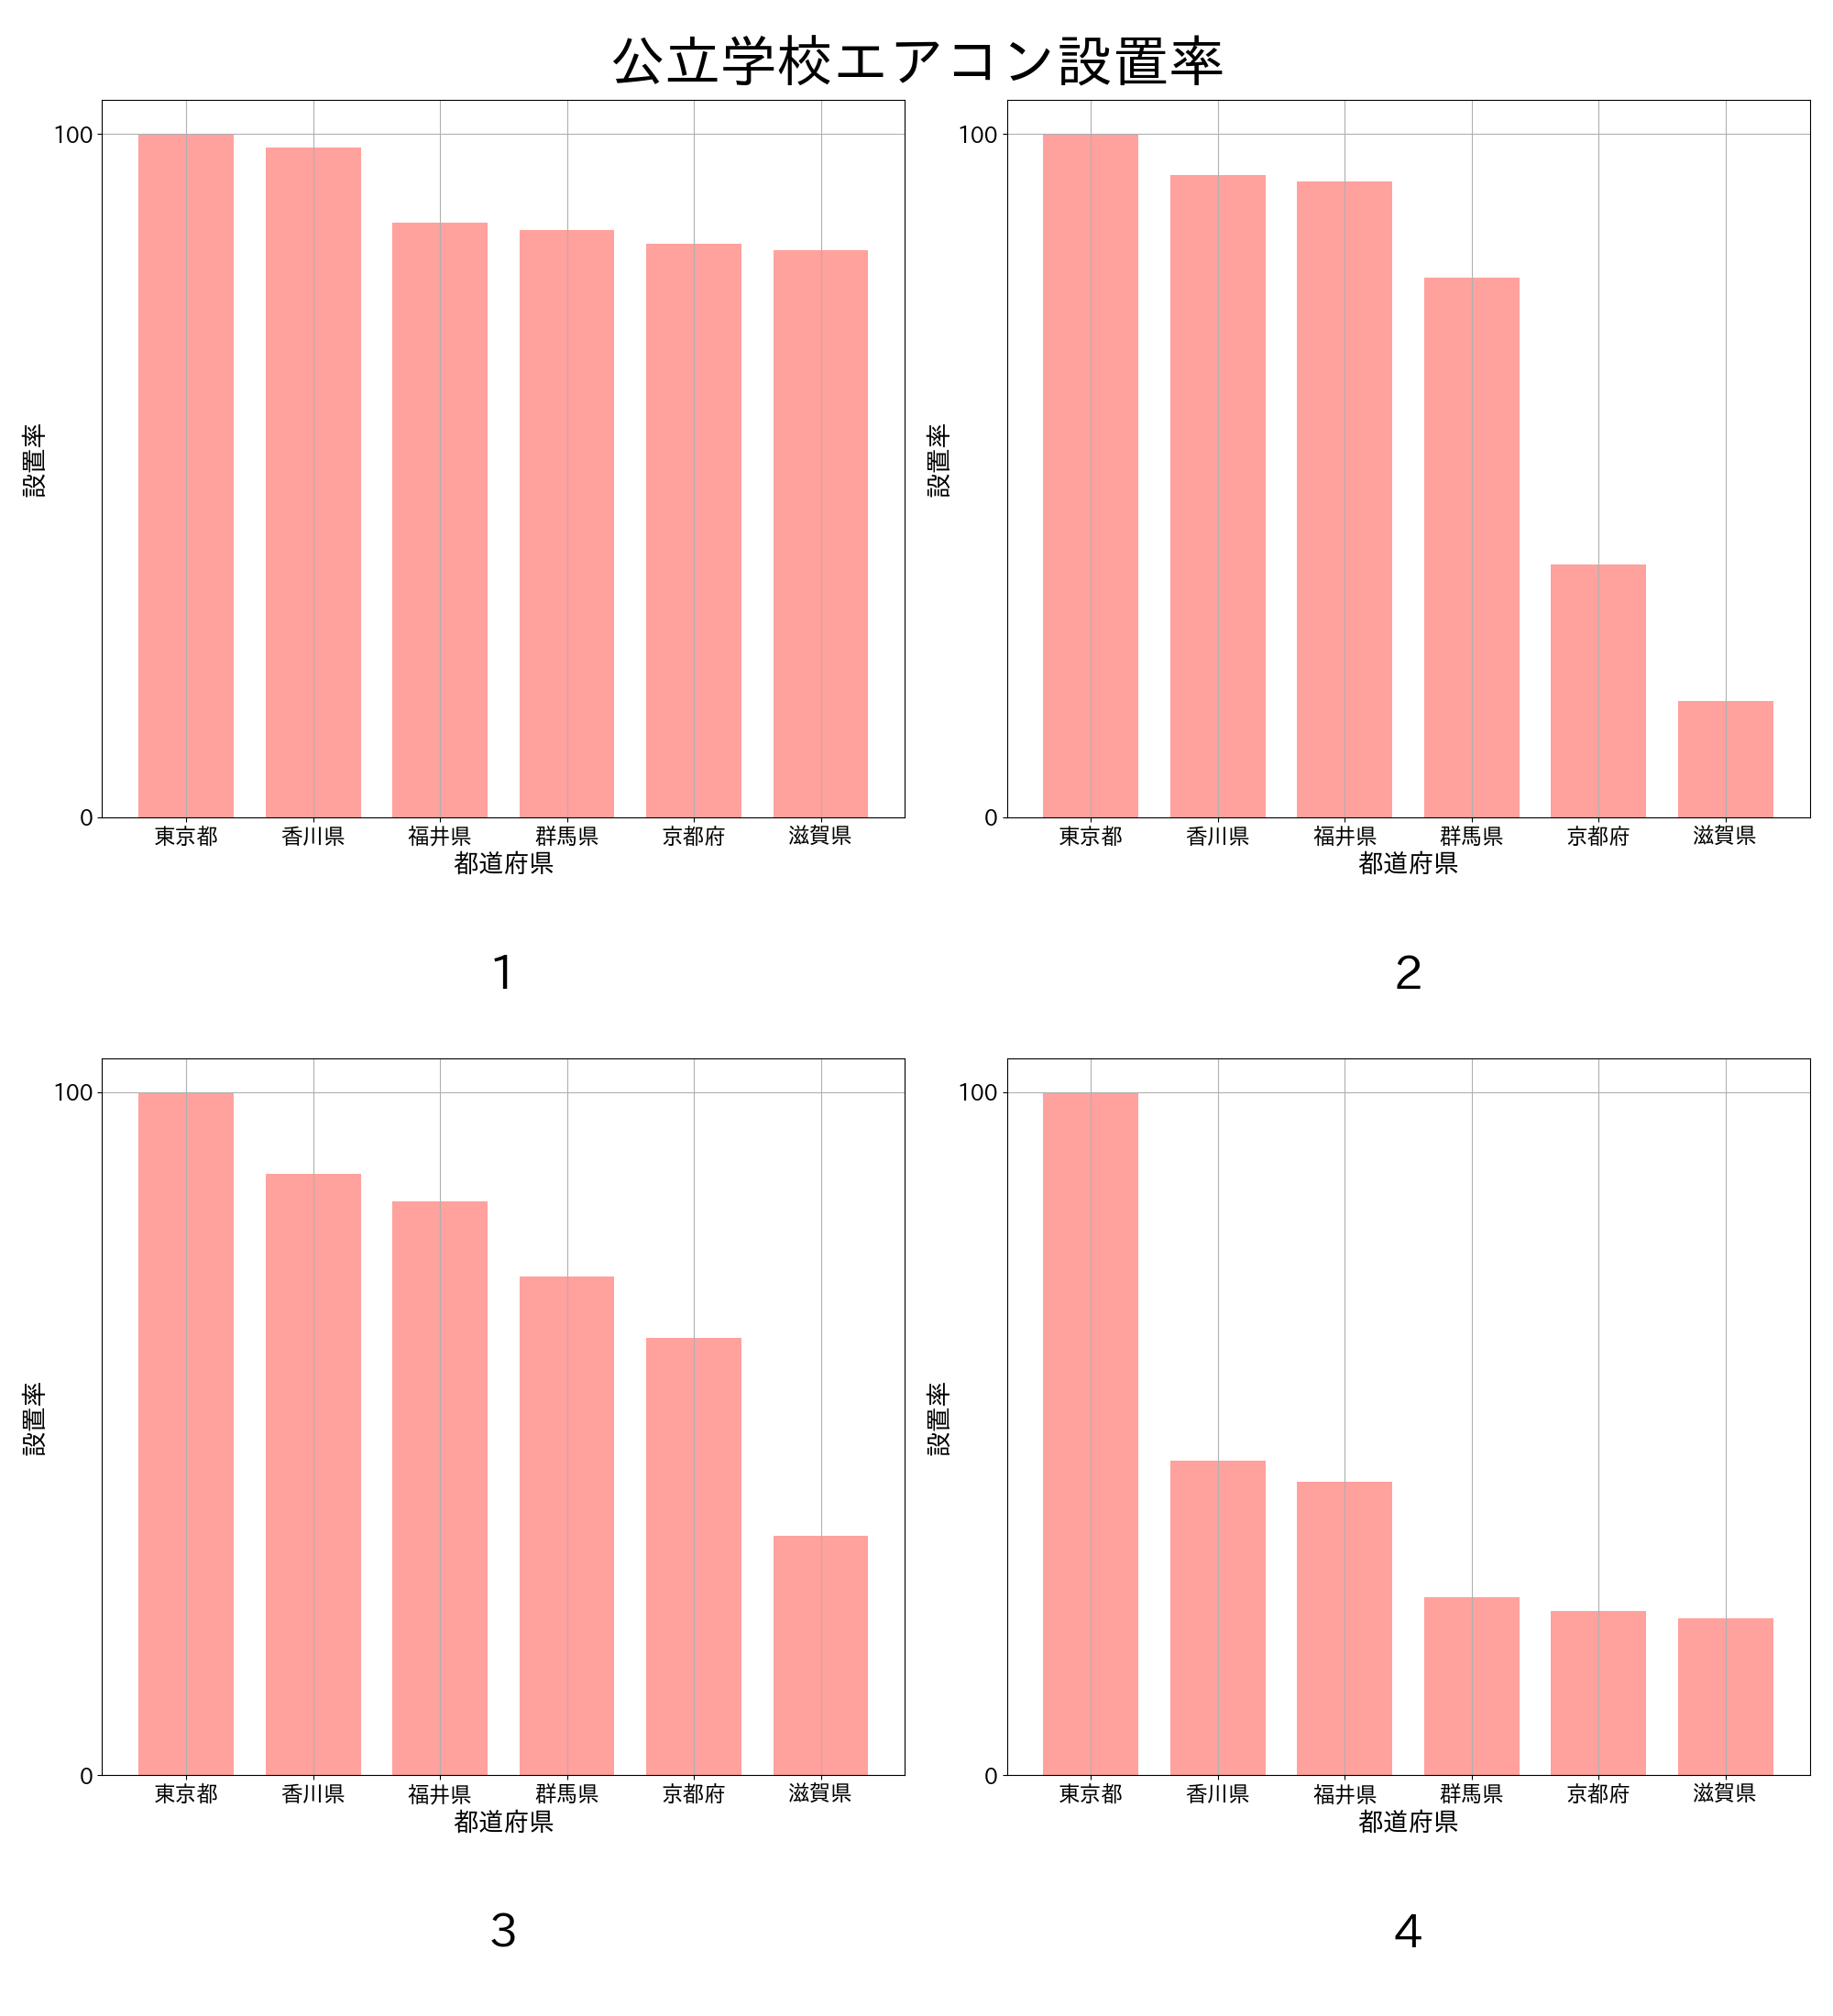 公立学校エアコン設置率
100
0
設置率
東京都 香川県 福井県 群馬県 京都府 滋賀県
都道府県
1
100
0
設置率
東京都 香川県 福井県 群馬県 京都府 滋賀県
都道府県
2
100
0
設置率
東京都 香川県 福井県 群馬県 京都府 滋賀県
都道府県
3
100
0
設置率
東京都 香川県 福井県 群馬県 京都府 滋賀県
都道府県
4